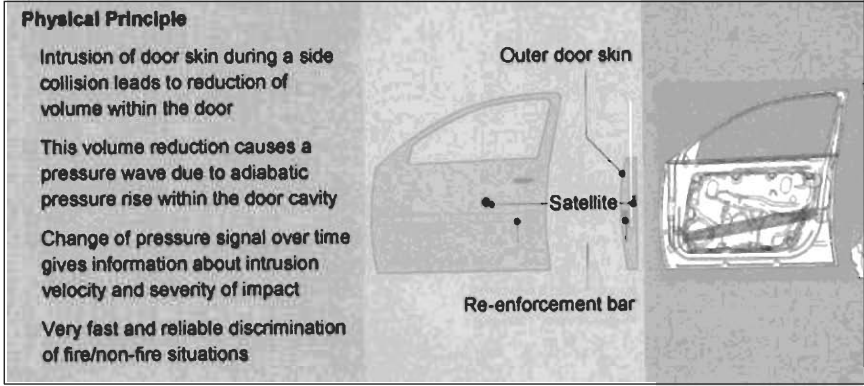 Physical Principle
Intrusion of door skin during a side
collision leads to reduction of
volume within the door
This volume reduction causes a
pressure wave due to adiabatic
pressure rise within the door cavity
Change of pressure signal over time
gives information about intrusion
velocity and severity of impact
Very fast and reliable discrimination
of fire/non-fire situations
Outer door skin
Satellite
Re-enforcement bar